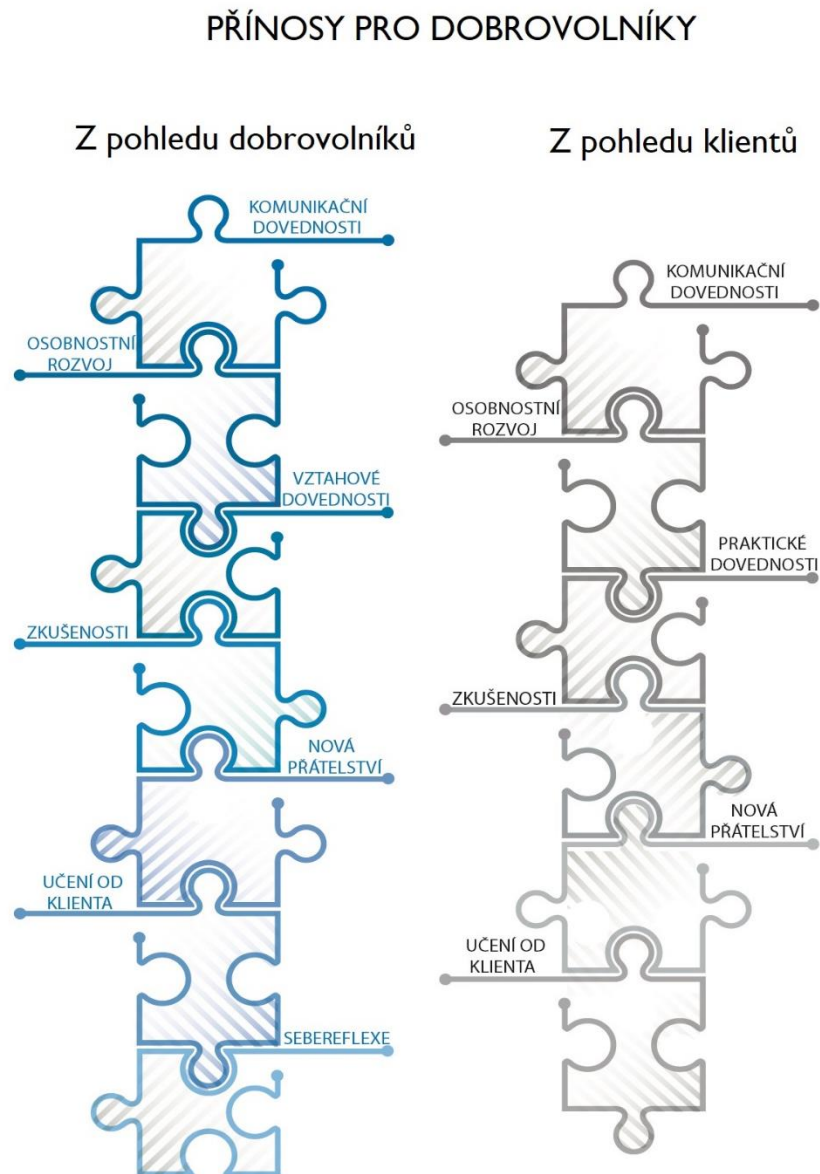 PŘÍNOSY PRO DOBROVOLNÍKY
Z pohledu dobrovolníků
KOMUNIKAČNÍ
DOVEDNOSTI
OSOBNOSTNÍ
ROZVOJ
VZTAHOVÉ
DOVEDNOSTI
ZKUŠENOSTI
NOVÁ
PŘÁTELSTVÍ
UČENÍ OD
KLIENTA
SEBEREFLEXE
Z pohledu klientů
KOMUNIKAČNÍ
DOVEDNOSTI
OSOBNOSTNÍ
ROZVOJ
PRAKTICKÉ
DOVEDNOSTI
ZKUŠENOSTI
NOVÁ
PŘÁTELSTVÍ
UČENÍ OD
KLIENTA